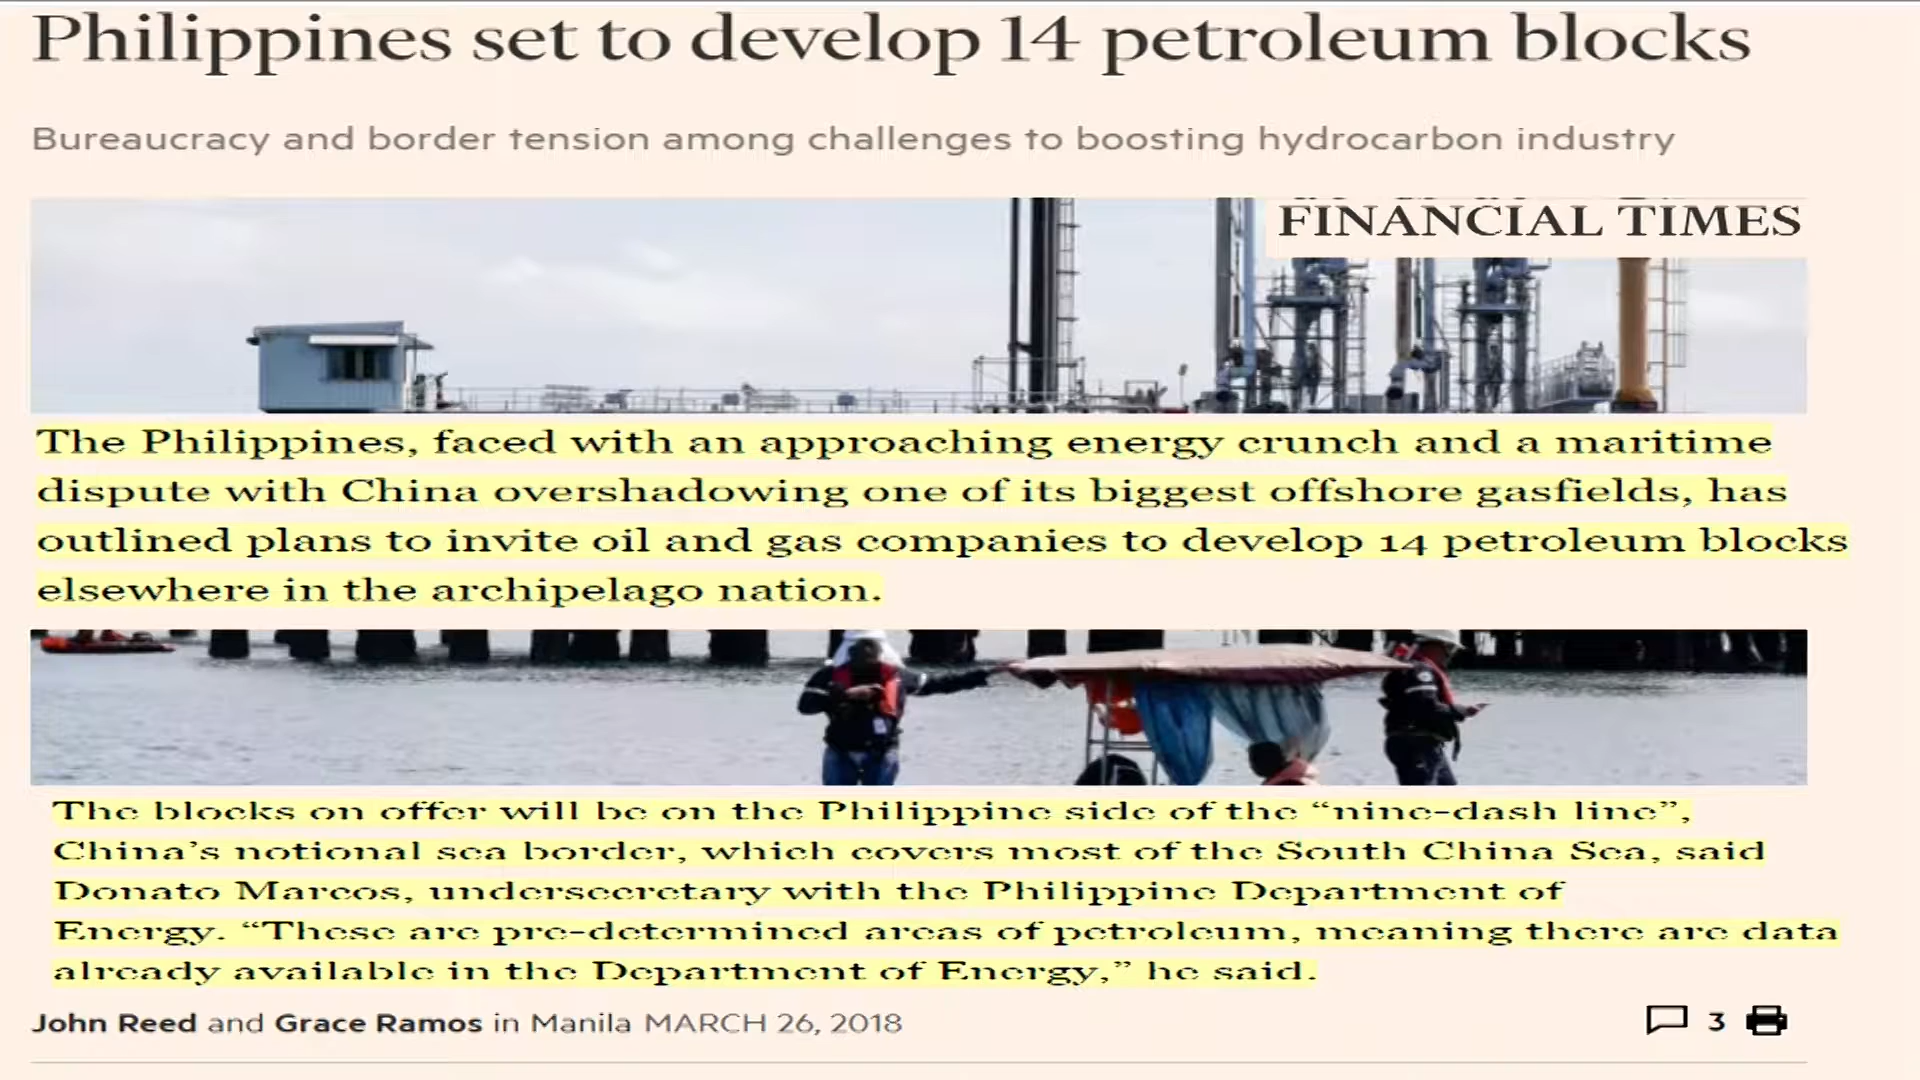 Philippines set to develop 14 petroleum blocks
Bureaucracy and border tension among challenges to boosting hydrocarbon industry
FINANCIAL TIMES
The Philippines, faced with an approaching energy crunch and a maritime
dispute with China overshadowing one of its biggest offshore gasfields, has
outlined plans to invite oil and gas companies to develop 14 petroleum blocks
elsewhere in the archipelago nation.
The blocks on offer will be on the Philippine side of the “nine-dash line”,
China’s notional sea border, which covers most of the South China Sea, said
Donato Marcos, undersecretary with the Philippine Department of
Energy. “These are pre-determined areas of petroleum, meaning there are data
already available in the Department of Energy,” he said.
John Reed and Grace Ramos in Manila MARCH 26, 2018
3